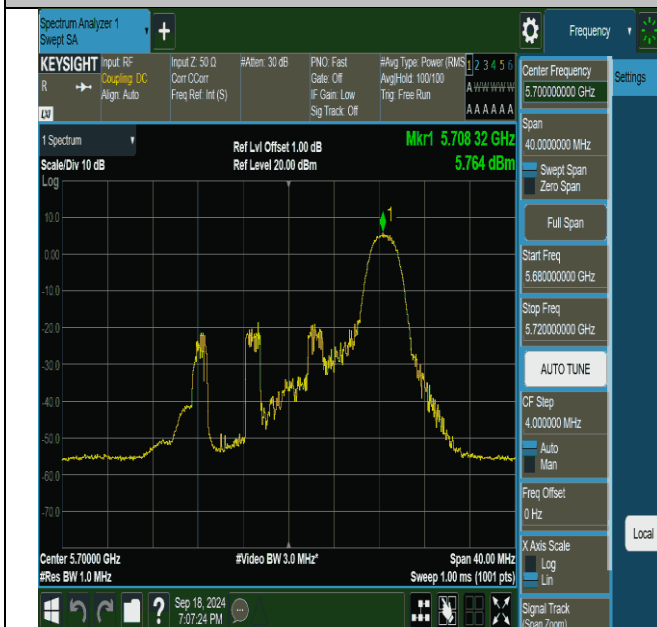 Spectrum Analyzer 1
Swept SA
+
Frequency
KEYSIGHT
R
LXI
Input: RF
Coupling: DC
Align: Auto
Input Z: 50 Ω
Corr CCorr
Freq Ref: Int (S)
#Atten: 30 dB
PNO: Fast
Gate: Off
IF Gain: Low
Sig Track: Off
#Avg Type: Power (RMS
Avg|Hold: 100/100
Trig: Free Run
1 2 3 4 5 6
A W W W W W
A A A A A A
1 Spectrum
Scale/Div 10 dB
Log
Ref Lvl Offset 1.00 dB
Ref Level 20.00 dBm
Mkr1 5.708 32 GHz
5.764 dBm
1
10.0
0.00
-10.0
-20.0
-30.0
-40.0
-50.0
-60.0
-70.0
Center 5.70000 GHz
#Res BW 1.0 MHz
#Video BW 3.0 MHz*
Span 40.00 MHz
Sweep 1.00 ms (1001 pts)
Sep 18, 2024
7:07:24 PM
?
Center Frequency
5.700000000 GHz
Span
40.0000000 MHz
Swept Span
Zero Span
Full Span
Start Freq
5.680000000 GHz
Stop Freq
5.720000000 GHz
AUTO TUNE
CF Step
4.000000 MHz
Auto
Man
Freq Offset
0 Hz
X Axis Scale
Log
Lin
Signal Track
(Span Zoom)
Settings
Local